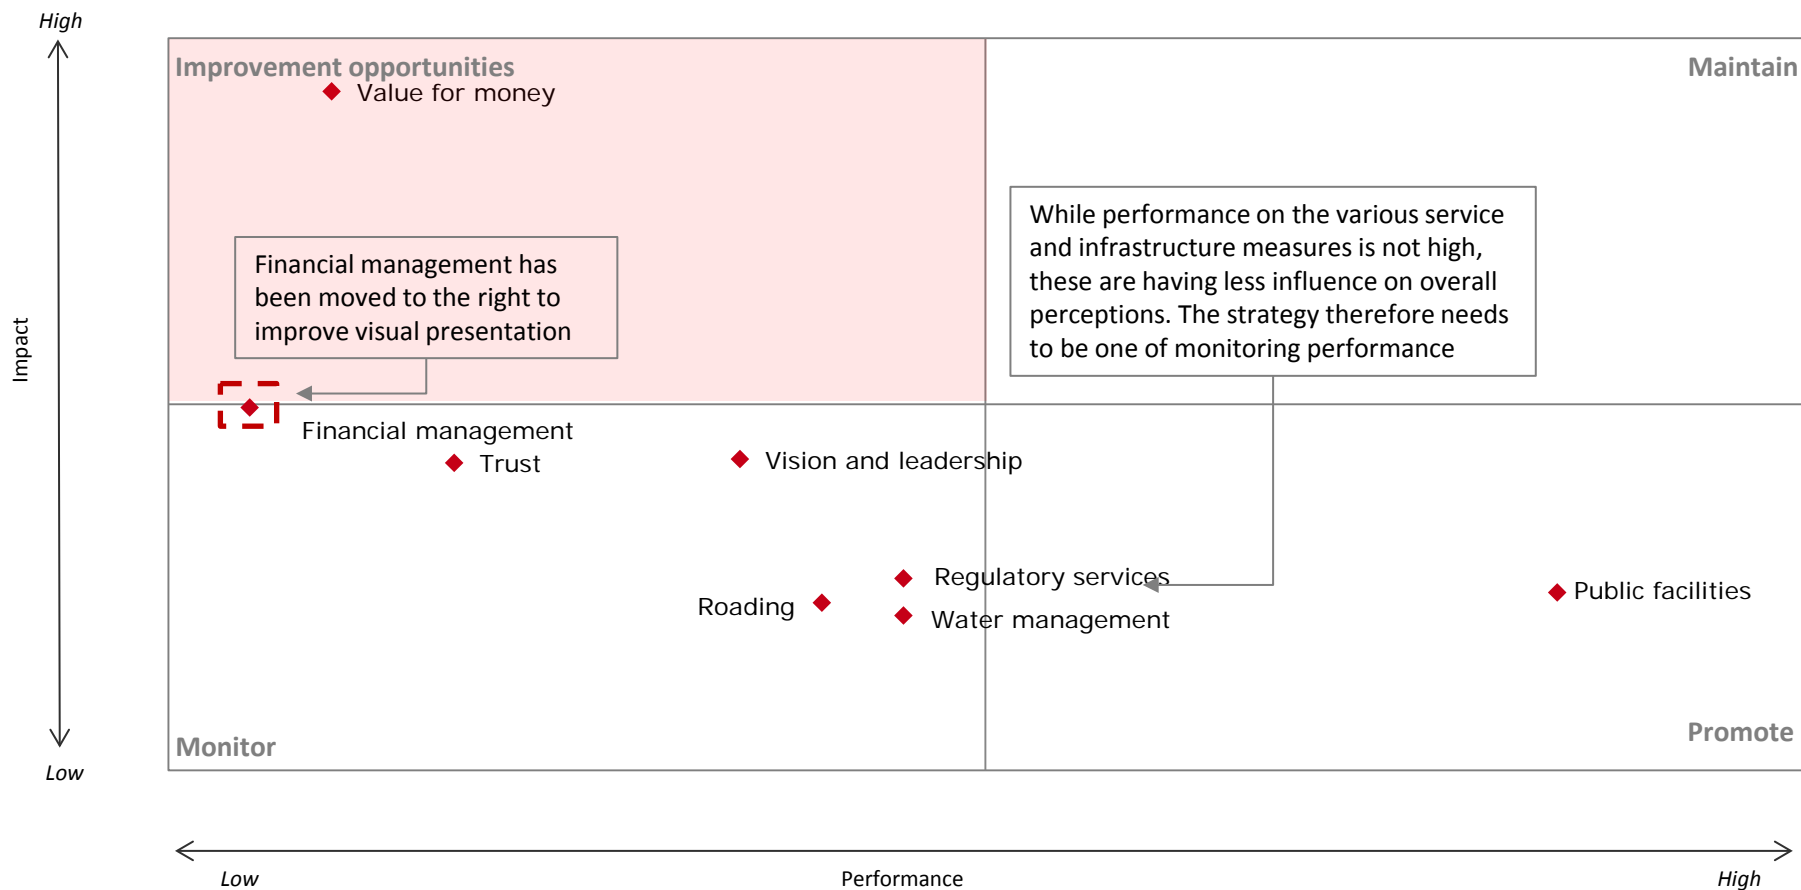 High
Improvement opportunities
Maintain
Value for money
While performance on the various service
and infrastructure measures is not high,
these are having less influence on overall
perceptions. The strategy therefore needs
to be one of monitoring performance
Financial management has
been moved to the right to
improve visual presentation
Impact
Financial management
Trust
Vision and leadership
Regulatory services
Public facilities
Roading
Water management
Monitor
Promote
Low
Low
Performance
High